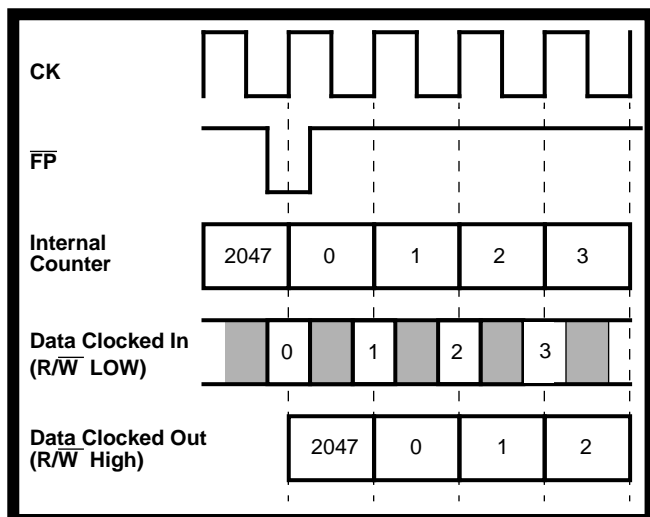 CK
FP
Internal
Counter
2047 0 1 2 3
Data Clocked In
(R/W LOW)
0 1 2 3
Data Clocked Out
(R/W High)
2047 0 1 2